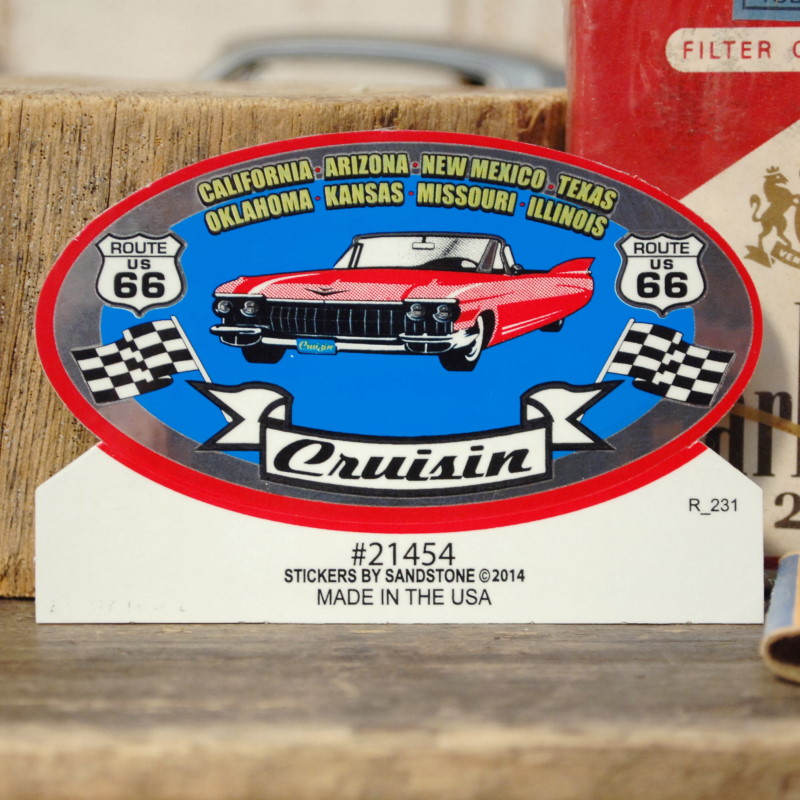 FILTER
CALIFORNIA · ARIZONA · NEW MEXICO · TEXAS
OKLAHOMA · KANSAS · MISSOURI · ILLINOIS
ROUTE
US
66
ROUTE
US
66
Cruisin
Cruisin
R_231
#21454
STICKERS BY SANDSTONE ©2014
MADE IN THE USA